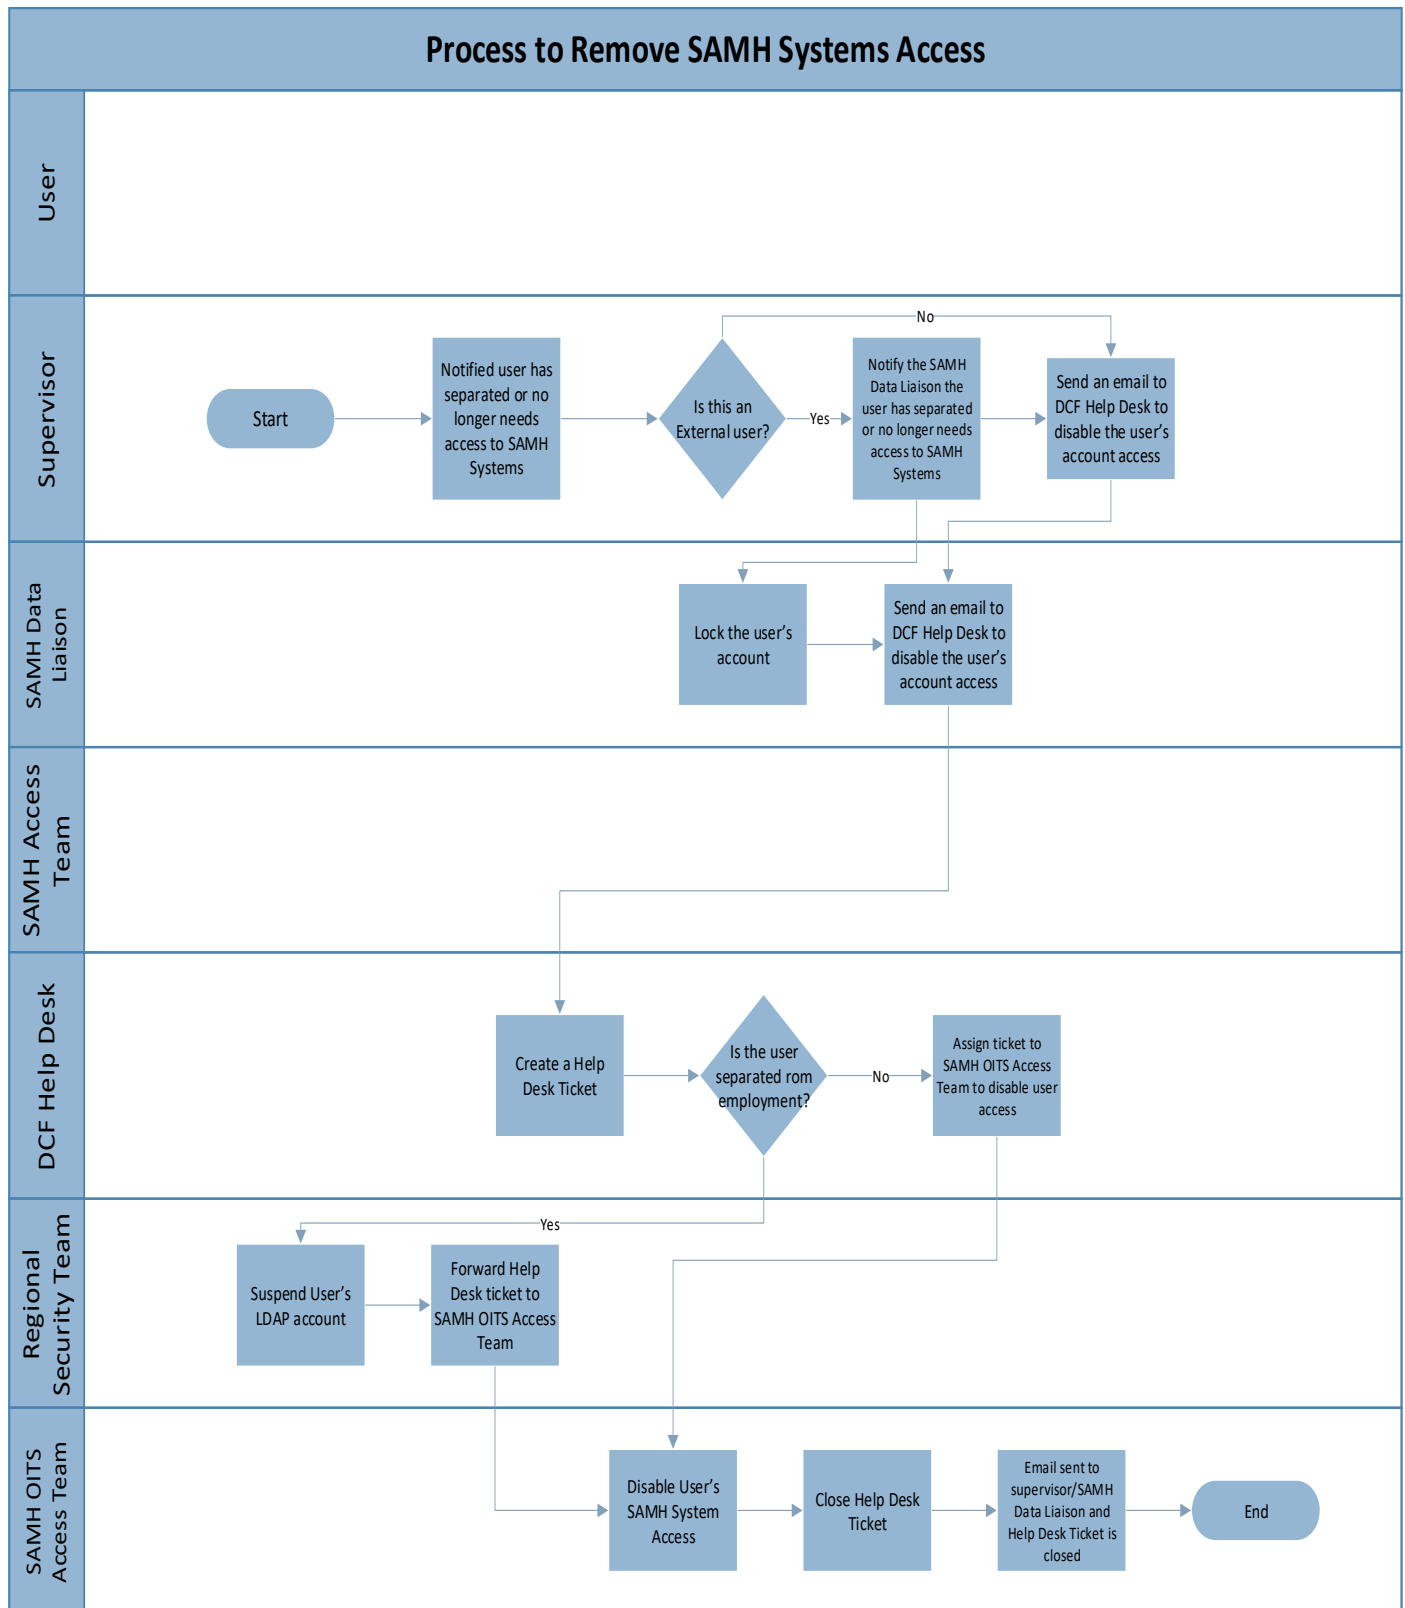 Process to Remove SAMH Systems Access
User
Supervisor
Start
Notified user has
separated or no
longer needs
access to SAMH
Systems
Is this an
External user?
No
Yes
Notify the SAMH
Data Liaison the
user has separated
or no longer needs
access to SAMH
Systems
Send an email to
DCF Help Desk to
disable the user's
account access
SAMH Data
Liaison
Lock the user's
account
Send an email to
DCF Help Desk to
disable the user's
account access
SAMH Access
Team
DCF Help Desk
Create a Help
Desk Ticket
Is the user
separated rom
employment?
No
Assign ticket to
SAMH OITS Access
Team to disable user
access
Regional
Security Team
Yes
Suspend User's
LDAP account
Forward Help
Desk ticket to
SAMH OITS Access
Team
SAMH OITS
Access Team
Disable User's
SAMH System
Access
Close Help Desk
Ticket
Email sent to
supervisor/SAMH
Data Liaison and
Help Desk Ticket is
closed
End